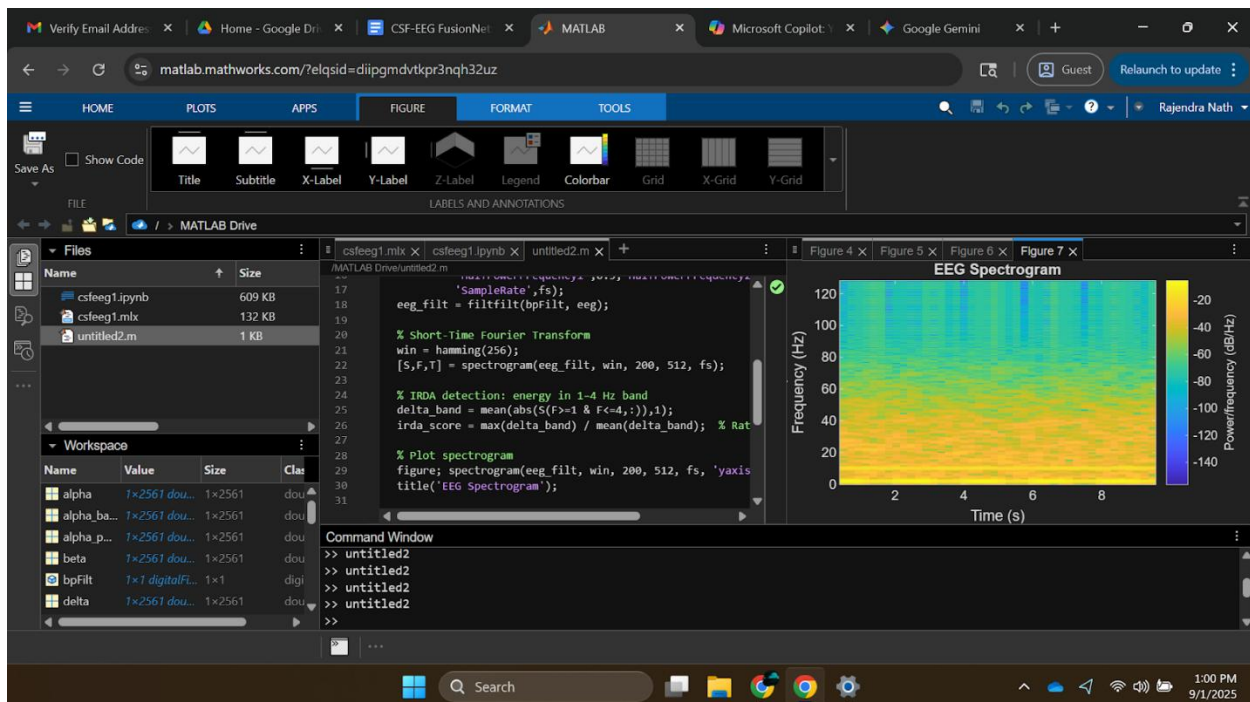 Verify Email Addres
Home - Google Dri
CSF-EEG FusionNet
MATLAB
Microsoft Copilot: Y
Google Gemini
matlab.mathworks.com/?elqsid=diipgmdvtkpr3nqh32uz
Guest
Relaunch to update
HOME PLOTS APPS FIGURE FORMAT TOOLS
Rajendra Nath
Save As
Show Code
Title Subtitle X-Label Y-Label Z-Label Legend Colorbar Grid X-Grid Y-Grid
FILE
LABELS AND ANNOTATIONS
/ > MATLAB Drive
Files
Name Size
csfeeg1.ipynb 609 KB
csfeeg1.mlx 132 KB
untitled2.m 1 KB
Workspace
Name Value Size Clas
alpha 1×2561 dou... 1×2561 dou
alpha_ba... 1×2561 dou... 1×2561 dou
alpha_p... 1×2561 dou... 1×2561 dou
beta 1×2561 dou... 1×2561 dou
bpFilt 1×1 digitalFi... 1×1 digi
delta 1×2561 dou... 1×2561 dou
csfeeg1.mlx csfeeg1.ipynb untitled2.m
/MATLAB Drive/untitled2.m
17 'SampleRate',fs);
18 eeg_filt = filtfilt(bpFilt, eeg);
19
20 % Short-Time Fourier Transform
21 win = hamming(256);
22 [S,F,T] = spectrogram(eeg_filt, win, 200, 512, fs);
23
24 % IRDA detection: energy in 1-4 Hz band
25 delta_band = mean(abs(S(F>=1 & F<=4,:)),1);
26 irda_score = max(delta_band) / mean(delta_band); % Rat
27
28 % Plot spectrogram
29 figure; spectrogram(eeg_filt, win, 200, 512, fs, 'yaxis
30 title('EEG Spectrogram');
31
Figure 4 Figure 5 Figure 6 Figure 7
EEG Spectrogram
120
100
80
60
40
20
0
Frequency (Hz)
2 4 6 8
Time (s)
-20
-40
-60
-80
-100
-120
-140
Power/frequency (dB/Hz)
Command Window
>> untitled2
>> untitled2
>> untitled2
>> untitled2
>>
Search
1:00 PM
9/1/2025